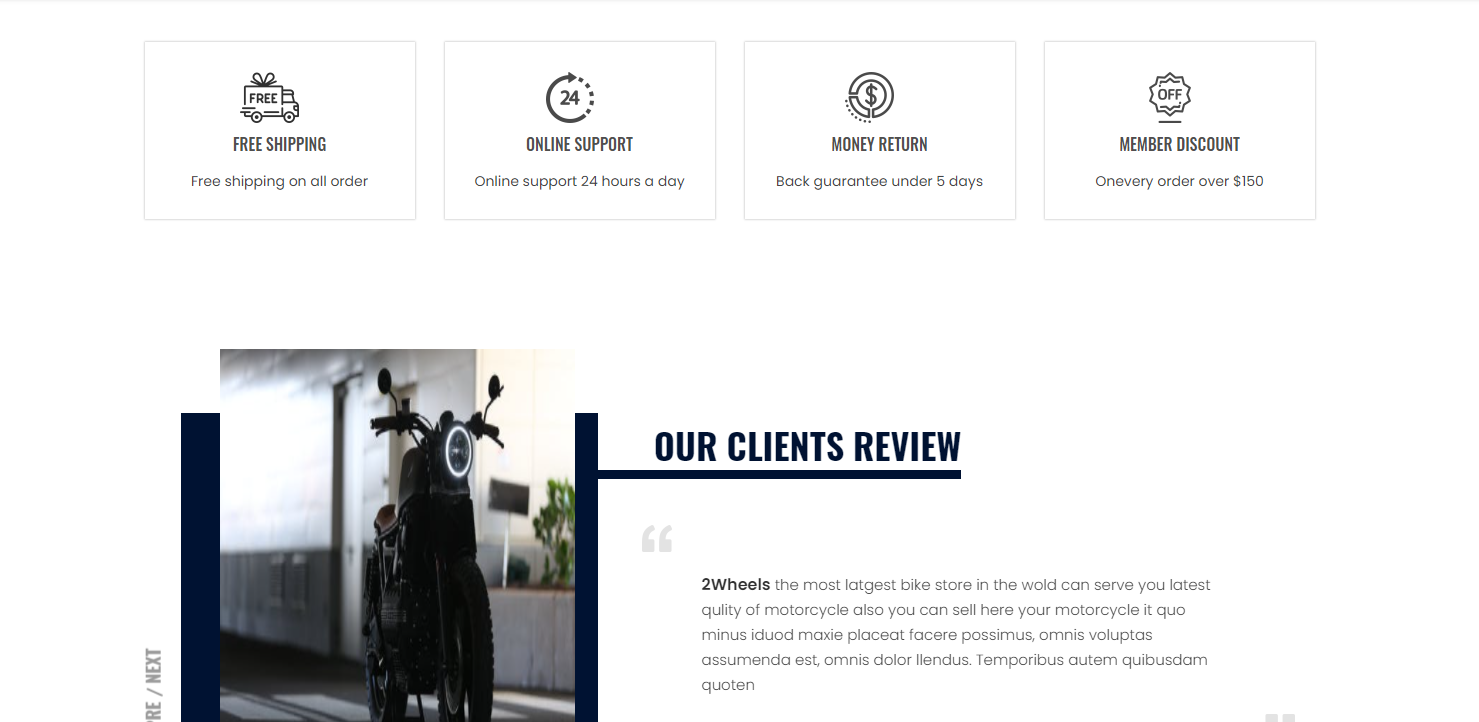 FREE
FREE SHIPPING
Free shipping on all order
24
ONLINE SUPPORT
Online support 24 hours a day
$
MONEY RETURN
Back guarantee under 5 days
OFF
MEMBER DISCOUNT
Onevery order over $150
OUR CLIENTS REVIEW
“
2Wheels the most latgest bike store in the wold can serve you latest
qulity of motorcycle also you can sell here your motorcycle it quo
minus iduod maxie placeat facere possimus, omnis voluptas
assumenda est, omnis dolor llendus. Temporibus autem quibusdam
quoten
PRE / NEXT